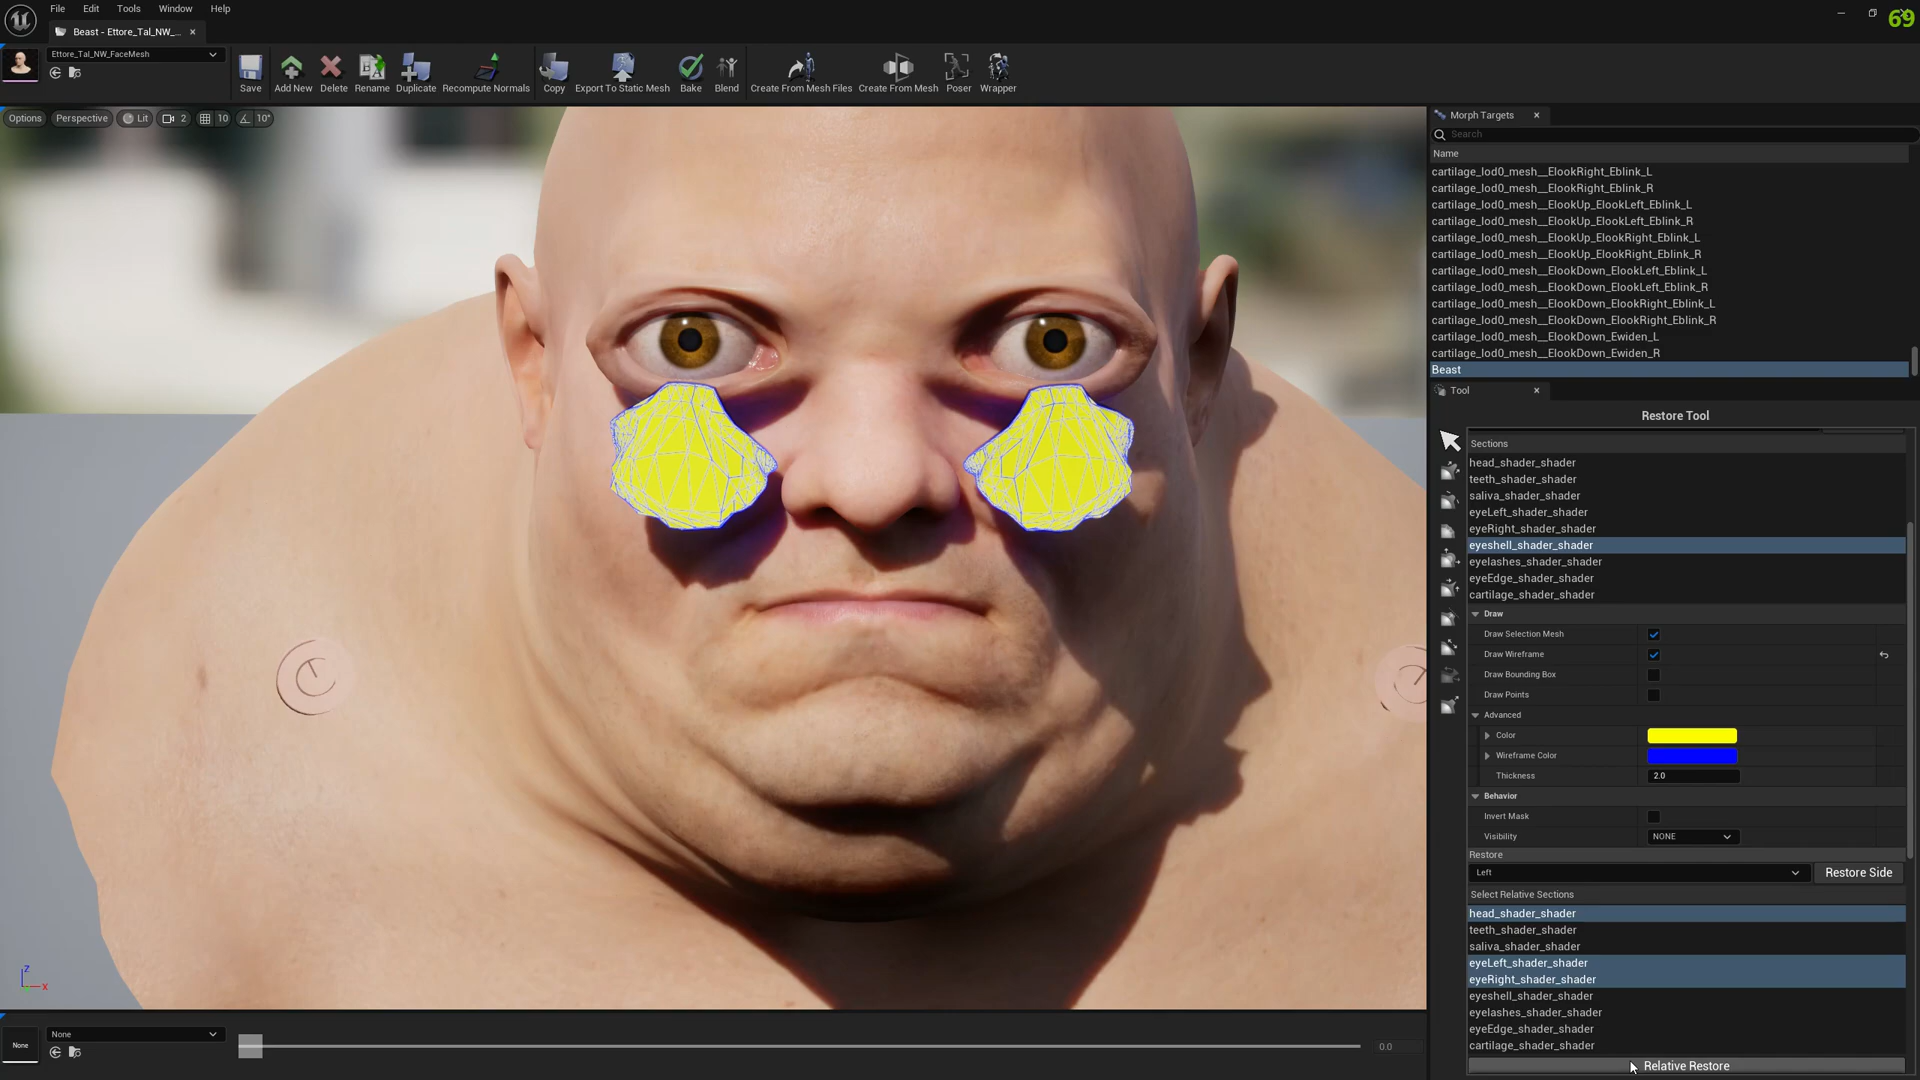 File Edit Tools Window Help
69
Beast - Ettore_Tal_NW_...
Ettore_Tal_NW_FaceMesh
Save Add New Delete Rename Duplicate Recompute Normals Copy Export To Static Mesh Bake Blend Create From Mesh Files Create From Mesh Poser Wrapper
Options Perspective Lit 2 10 10°
Morph Targets
Search
Name
cartilage_lod0_mesh__ElookRight_Eblink_L
cartilage_lod0_mesh__ElookRight_Eblink_R
cartilage_lod0_mesh__ElookUp_ElookLeft_Eblink_L
cartilage_lod0_mesh__ElookUp_ElookLeft_Eblink_R
cartilage_lod0_mesh__ElookUp_ElookRight_Eblink_L
cartilage_lod0_mesh__ElookUp_ElookRight_Eblink_R
cartilage_lod0_mesh__ElookDown_ElookLeft_Eblink_L
cartilage_lod0_mesh__ElookDown_ElookLeft_Eblink_R
cartilage_lod0_mesh__ElookDown_ElookRight_Eblink_L
cartilage_lod0_mesh__ElookDown_ElookRight_Eblink_R
cartilage_lod0_mesh__ElookDown_Ewiden_L
cartilage_lod0_mesh__ElookDown_Ewiden_R
Beast
Tool
Restore Tool
Sections
head_shader_shader
teeth_shader_shader
saliva_shader_shader
eyeLeft_shader_shader
eyeRight_shader_shader
eyeshell_shader_shader
eyelashes_shader_shader
eyeEdge_shader_shader
cartilage_shader_shader
Draw
Draw Selection Mesh
Draw Wireframe
Draw Bounding Box
Draw Points
Advanced
Color
Wireframe Color
Thickness 2.0
Behavior
Invert Mask
Visibility NONE
Restore
Left Restore Side
Select Relative Sections
head_shader_shader
teeth_shader_shader
saliva_shader_shader
eyeLeft_shader_shader
eyeRight_shader_shader
eyeshell_shader_shader
eyelashes_shader_shader
eyeEdge_shader_shader
cartilage_shader_shader
Relative Restore
Z
X
None
None
0.0